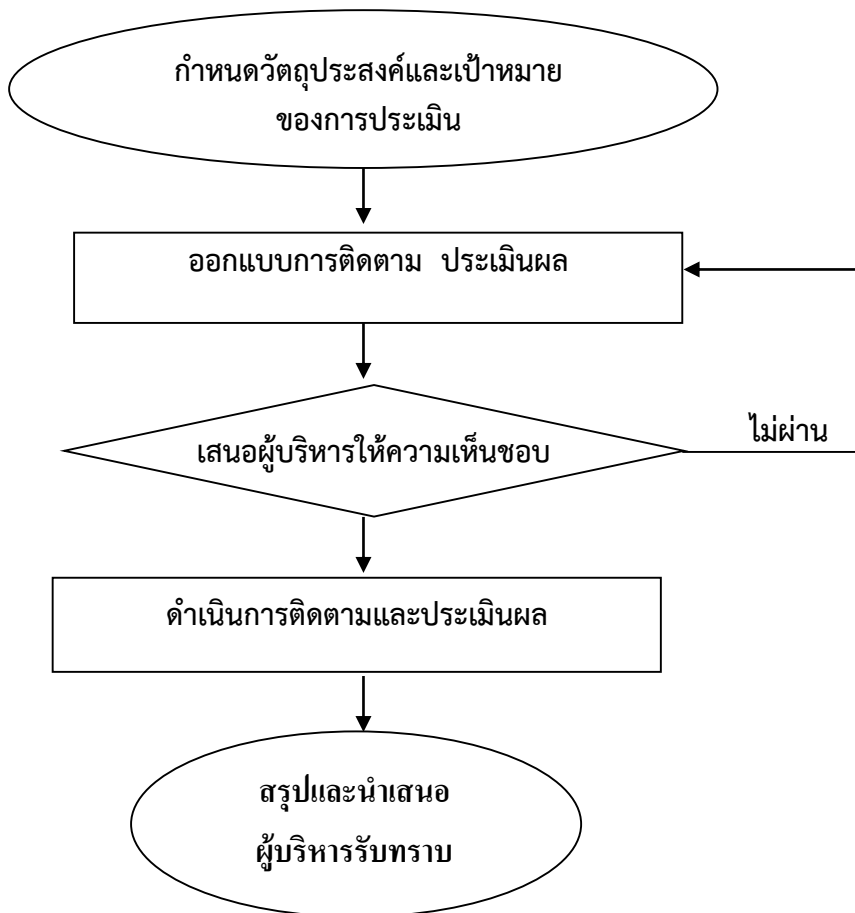 กำหนดวัตถุประสงค์และเป้าหมาย
ของการประเมิน
ออกแบบการติดตาม ประเมินผล
เสนอผู้บริหารให้ความเห็นชอบ
ไม่ผ่าน
ดำเนินการติดตามและประเมินผล
สรุปและนำเสนอ
ผู้บริหารรับทราบ